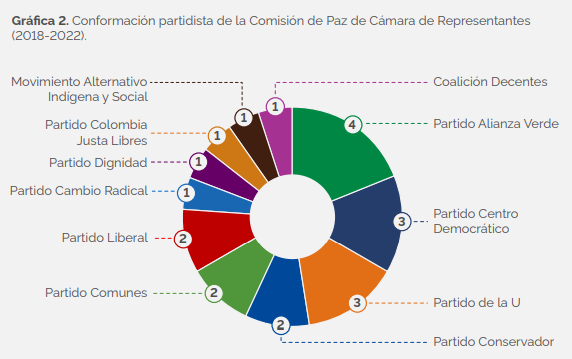 Gráfica 2. Conformación partidista de la Comisión de Paz de Cámara de Representantes
(2018-2022).
Movimiento Alternativo
Indígena y Social
1
1
Coalición Decentes
Partido Colombia
Justa Libres
1
4
Partido Alianza Verde
Partido Dignidad
1
Partido Cambio Radical
1
3
Partido Centro
Democrático
Partido Liberal
2
Partido Comunes
2
3
Partido de la U
2
Partido Conservador